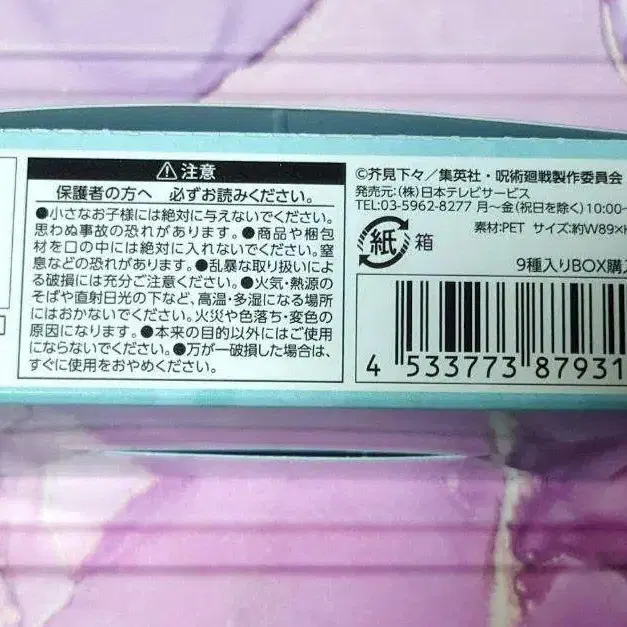 ⚠注意
保護者の方へ 必ずお読みください。
●小さなお子様には絶対に与えないでください。
思わぬ事故の恐れがあります。●商品や梱包
材を口の中には絶対に入れないでください。窒
息などの恐れがあります。●乱暴な取り扱いによ
る破損には充分ご注意ください。●火気・熱源の
そばや直射日光の下など、高温・多湿になる場所
にはおかないでください。火災や色落ち・変色の
原因になります。●本来の目的以外にはご使用
にならないでください。●万が一破損した場合は、
すぐに使用をおやめください。
©芥見下々／集英社・呪術廻戦製作委員会
発売元:(株)日本テレビサービス
TEL:03-5962-8277 月〜金(祝日を除く)10:00-
素材:PET サイズ:約W89×
紙 箱
9種入りBOX購入
4 533773 87931